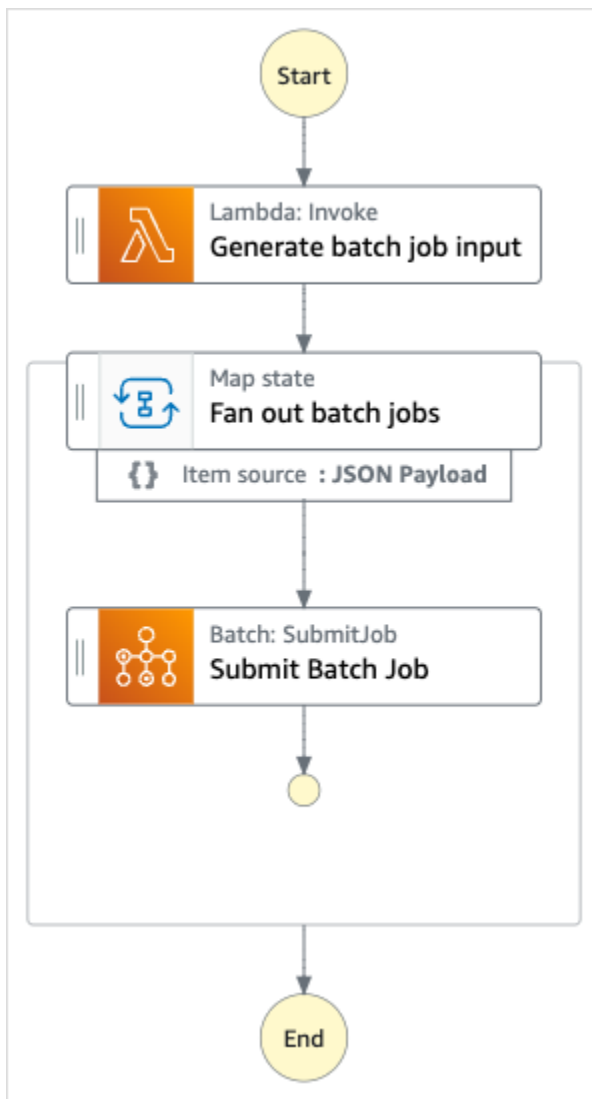 Start
Lambda: Invoke
Generate batch job input
Map state
Fan out batch jobs
{} Item source : JSON Payload
Batch: SubmitJob
Submit Batch Job
End